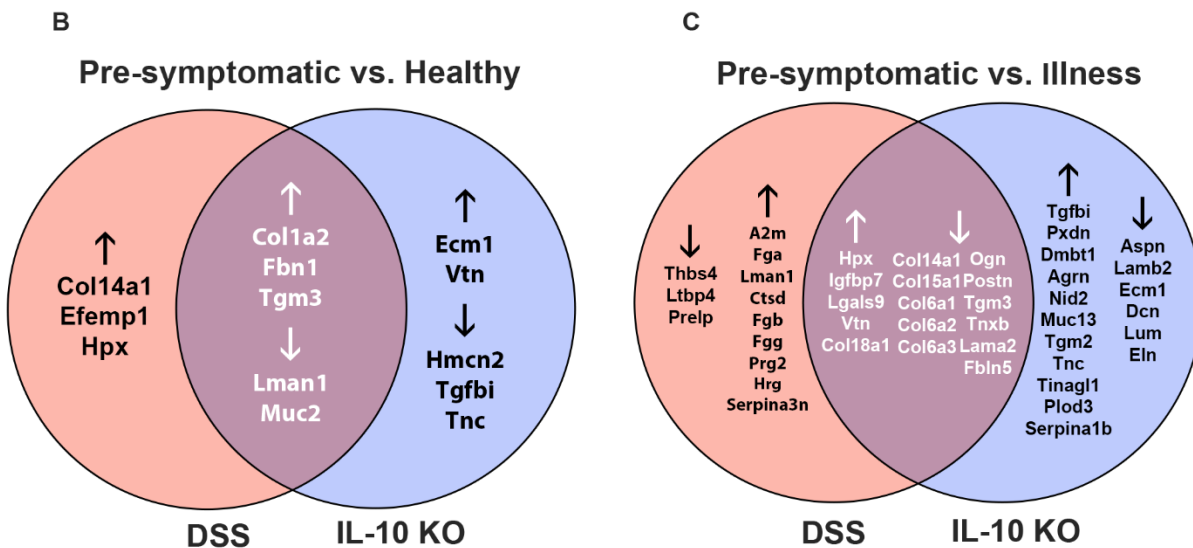 B
Pre-symptomatic vs. Healthy
↑
Col14a1
Efemp1
Hpx
↑
Col1a2
Fbn1
Tgm3
↓
Lman1
Muc2
↑
Ecm1
Vtn
↓
Hmcn2
Tgfbi
Tnc
DSS
IL-10 KO
C
Pre-symptomatic vs. Illness
↓
Thbs4
Ltbp4
Prelp
↑
A2m
Fga
Lman1
Ctsd
Fgb
Fgg
Prg2
Hrg
Serpina3n
↑
Hpx
Igfbp7
Lgals9
Vtn
Col18a1
↓
Col14a1 Ogn
Col15a1 Postn
Col6a1 Tgm3
Col6a2 Tnxb
Col6a3 Lama2
Fbln5
↑
Tgfbi
Pxdn
Dmbt1
Agrn
Nid2
Muc13
Tgm2
Tnc
Tinagl1
Plod3
Serpina1b
↓
Aspn
Lamb2
Ecm1
Dcn
Lum
Eln
DSS
IL-10 KO